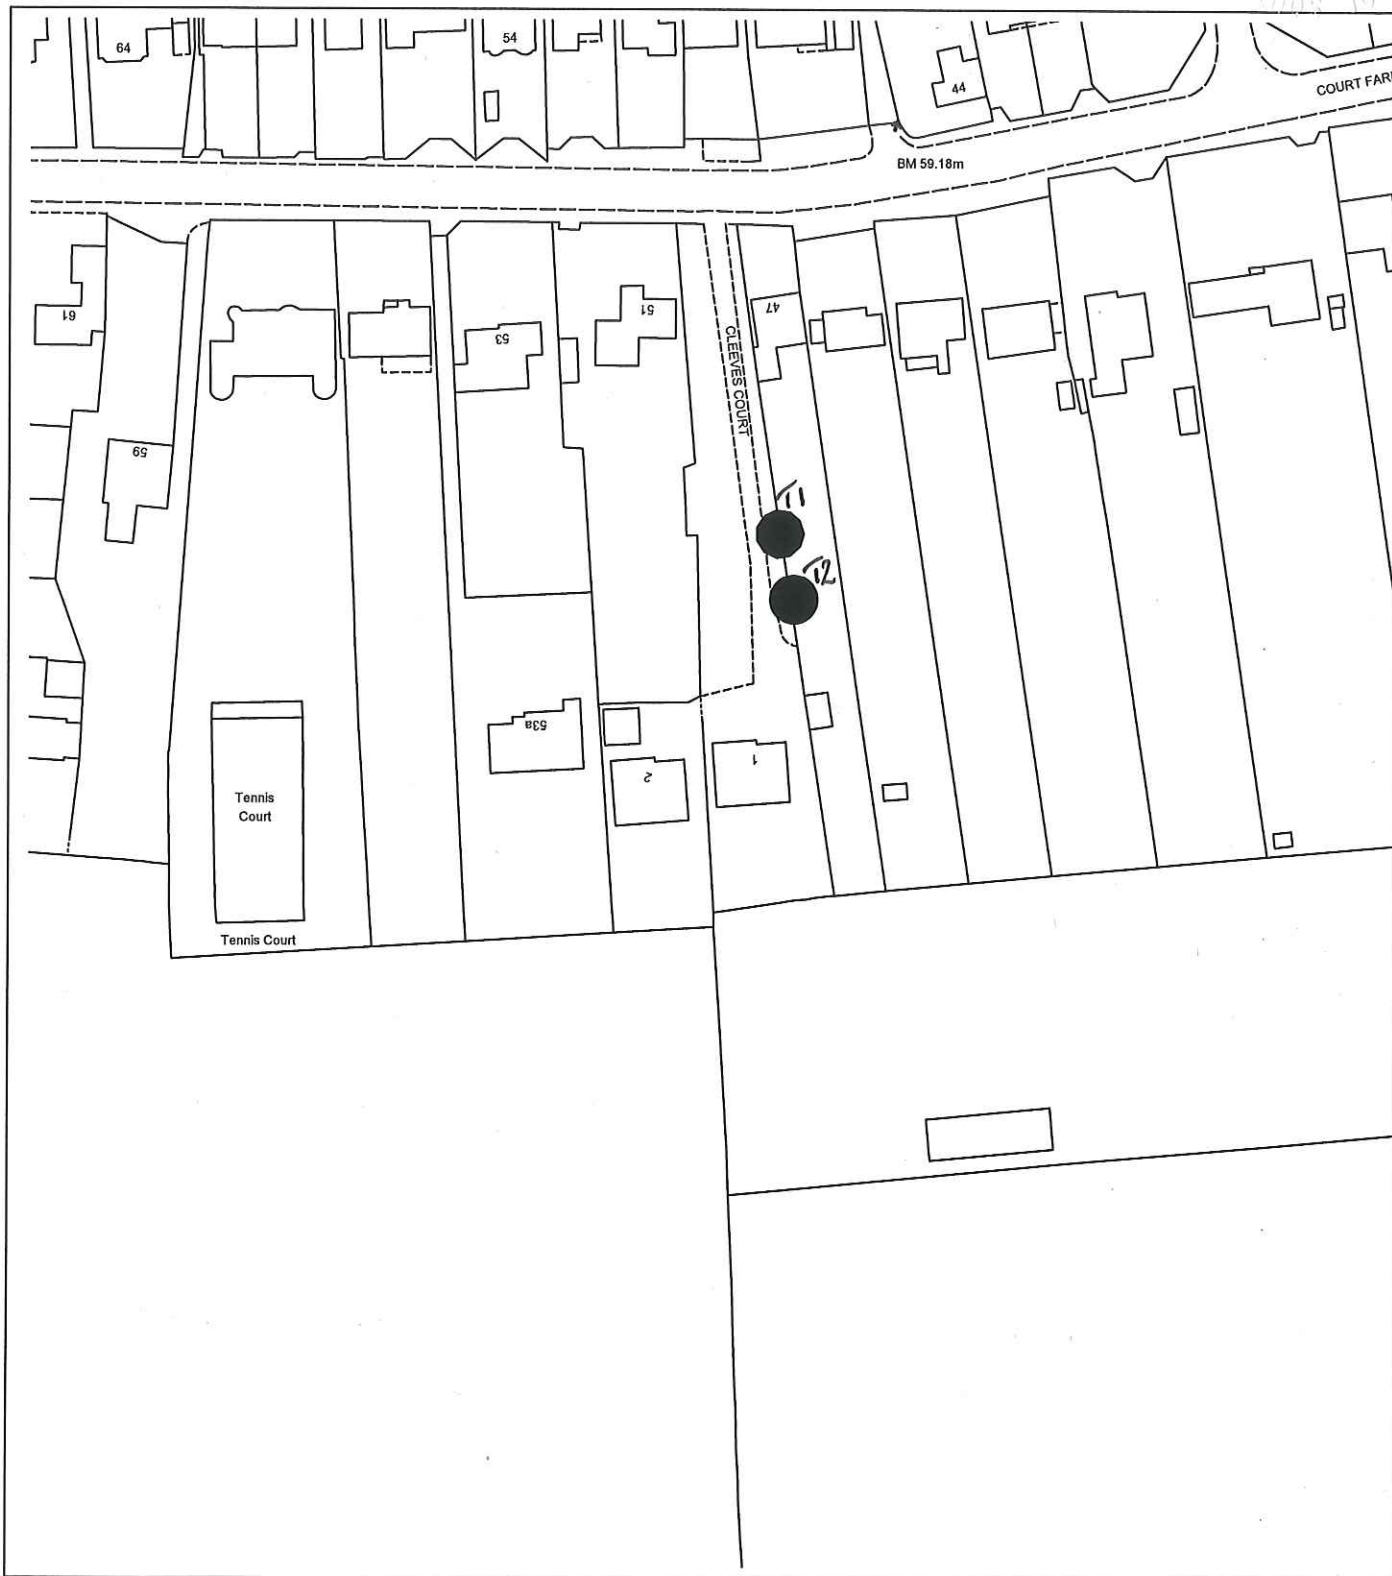 64
54
44
COURT FAR
BM 59.18m
61
53
51
47
CLEEVES COURT
59
T1
T2
53a
2
1
Tennis
Court
Tennis Court